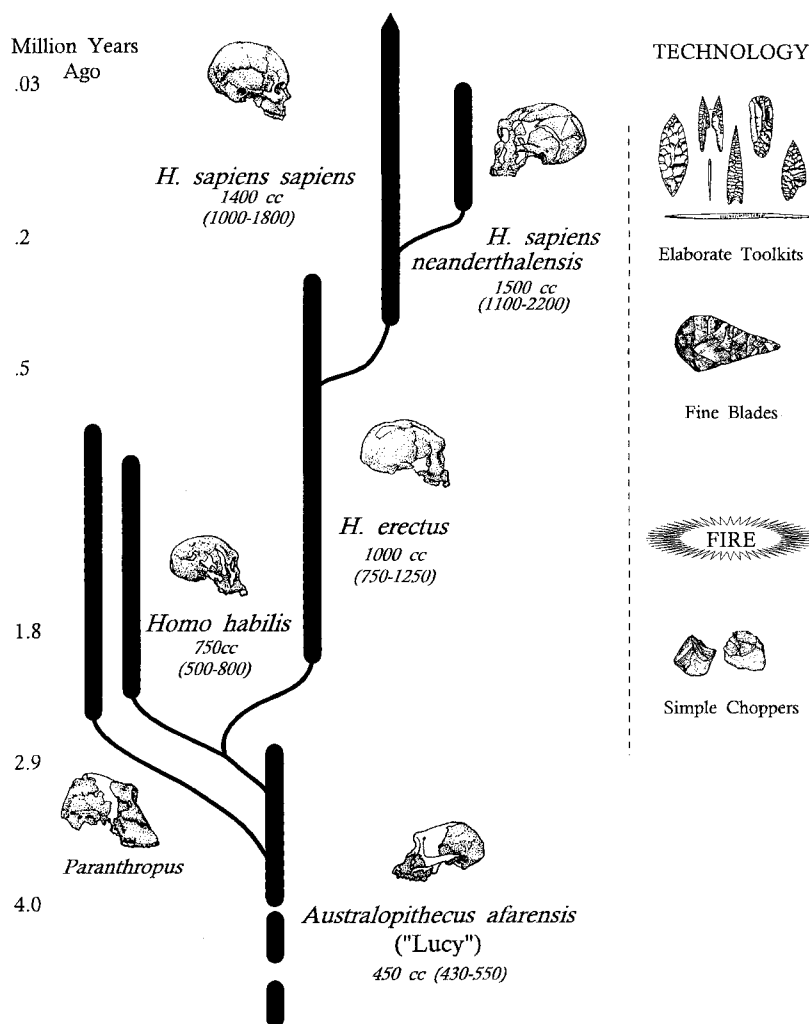 Million Years
Ago
.03
.2
.5
1.8
2.9
4.0
H. sapiens sapiens
1400 cc
(1000-1800)
H. sapiens
neanderthalensis
1500 cc
(1100-2200)
H. erectus
1000 cc
(750-1250)
Homo habilis
750cc
(500-800)
Paranthropus
Australopithecus afarensis
("Lucy")
450 cc (430-550)
TECHNOLOGY
Elaborate Toolkits
Fine Blades
FIRE
Simple Choppers